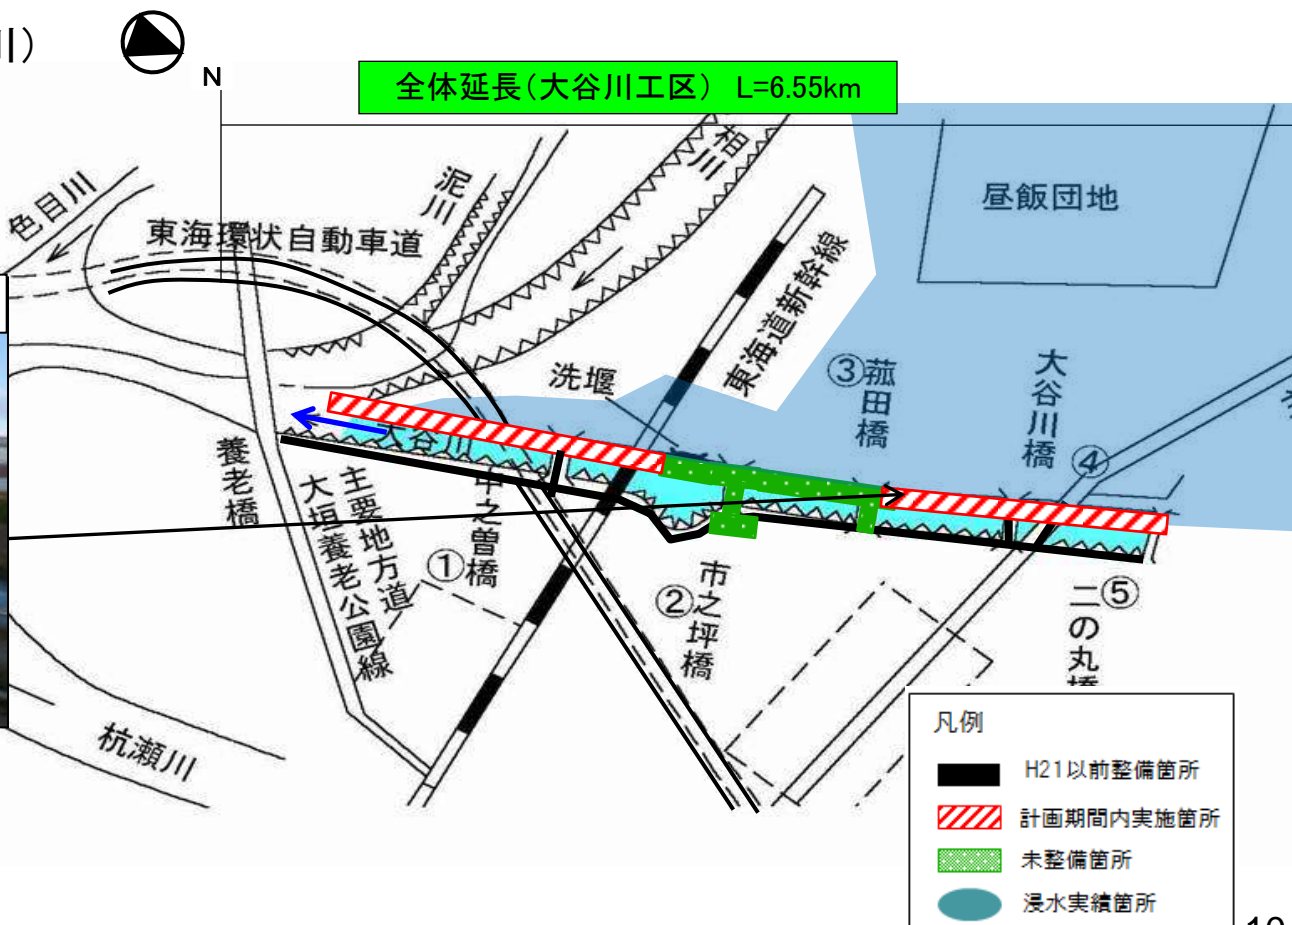 川）
N
全体延長（大谷川工区） L=6.55km
色目川
東海環状自動車道
泥川
相川
昼飯団地
東海道新幹線
洗堰
③菰田橋
大谷川橋
④
大谷川
養老橋
主要地方道
大垣養老公園線
中之曽橋
①
②
市之坪橋
⑤
二の丸橋
杭瀬川
凡例
H21以前整備箇所
計画期間内実施箇所
未整備箇所
浸水実績箇所